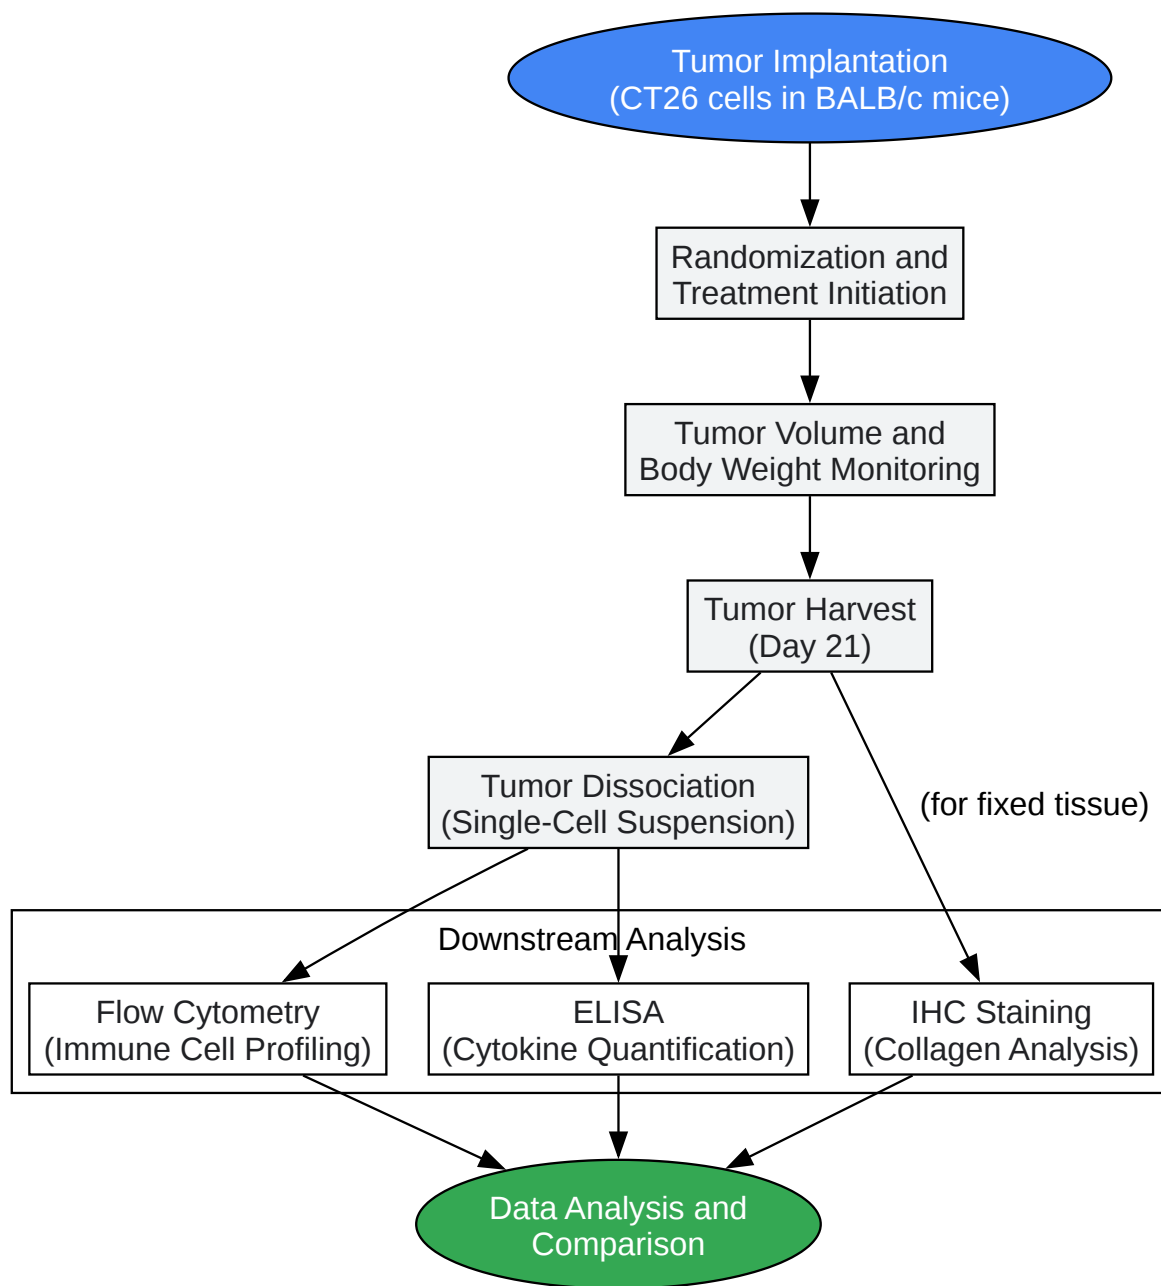 Tumor Implantation
(CT26 cells in BALB/c mice)
Randomization and
Treatment Initiation
Tumor Volume and
Body Weight Monitoring
Tumor Harvest
(Day 21)
Tumor Dissociation
(Single-Cell Suspension)
(for fixed tissue)
Downstream Analysis
Flow Cytometry
(Immune Cell Profiling)
ELISA
(Cytokine Quantification)
IHC Staining
(Collagen Analysis)
Data Analysis and
Comparison